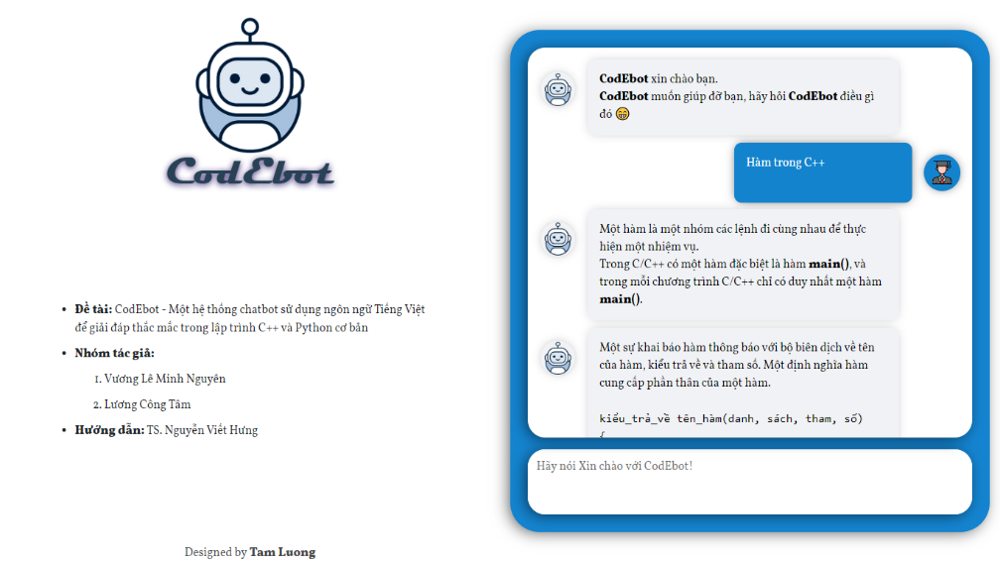 CodEbot
• Đề tài: CodEbot - Một hệ thống chatbot sử dụng ngôn ngữ Tiếng Việt
để giải đáp thắc mắc trong lập trình C++ và Python cơ bản
• Nhóm tác giả:
1. Vương Lê Minh Nguyên
2. Lương Công Tâm
• Hướng dẫn: TS. Nguyễn Viết Hưng
Designed by Tam Luong
CodEbot xin chào bạn.
CodEbot muốn giúp đỡ bạn, hãy hỏi CodEbot điều gì
đó 😁
Hàm trong C++
Một hàm là một nhóm các lệnh đi cùng nhau để thực
hiện một nhiệm vụ.
Trong C/C++ có một hàm đặc biệt là hàm main(), và
trong mỗi chương trình C/C++ chỉ có duy nhất một hàm
main().
Một sự khai báo hàm thông báo với bộ biên dịch về tên
của hàm, kiểu trả về và tham số. Một định nghĩa hàm
cung cấp phần thân của một hàm.
kiểu_trả_về tên_hàm(danh, sách, tham, số)
{
Hãy nói Xin chào với CodEbot!